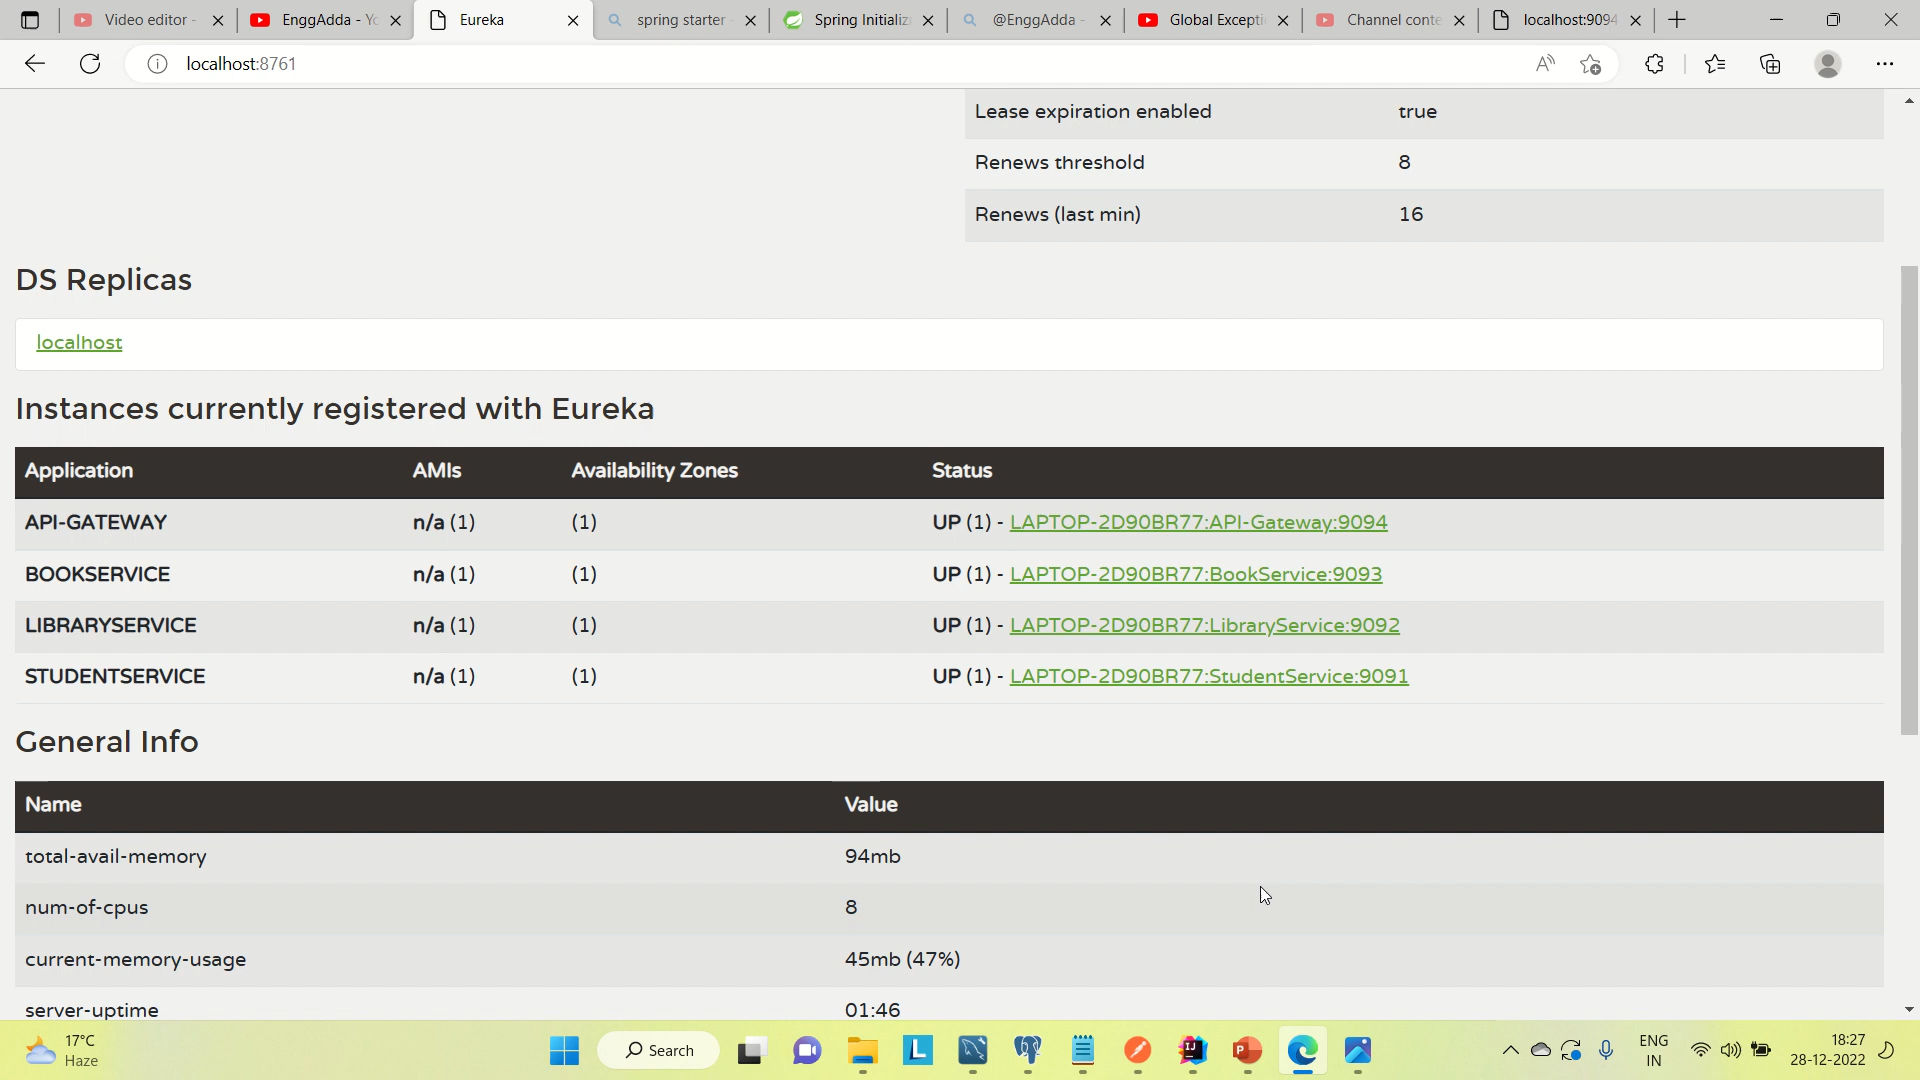 Video editor -
EnggAdda - Yo
Eureka
spring starter
Spring Initializ
@EnggAdda -
Global Excepti
Channel conte
localhost:9094
localhost:8761
Lease expiration enabled true
Renews threshold 8
Renews (last min) 16
DS Replicas
localhost
Instances currently registered with Eureka
Application AMIs Availability Zones Status
API-GATEWAY n/a (1) (1) UP (1) - LAPTOP-2D90BR77:API-Gateway:9094
BOOKSERVICE n/a (1) (1) UP (1) - LAPTOP-2D90BR77:BookService:9093
LIBRARYSERVICE n/a (1) (1) UP (1) - LAPTOP-2D90BR77:LibraryService:9092
STUDENTSERVICE n/a (1) (1) UP (1) - LAPTOP-2D90BR77:StudentService:9091
General Info
Name Value
total-avail-memory 94mb
num-of-cpus 8
current-memory-usage 45mb (47%)
server-uptime 01:46
17°C
Haze
Search
ENG
IN
18:27
28-12-2022